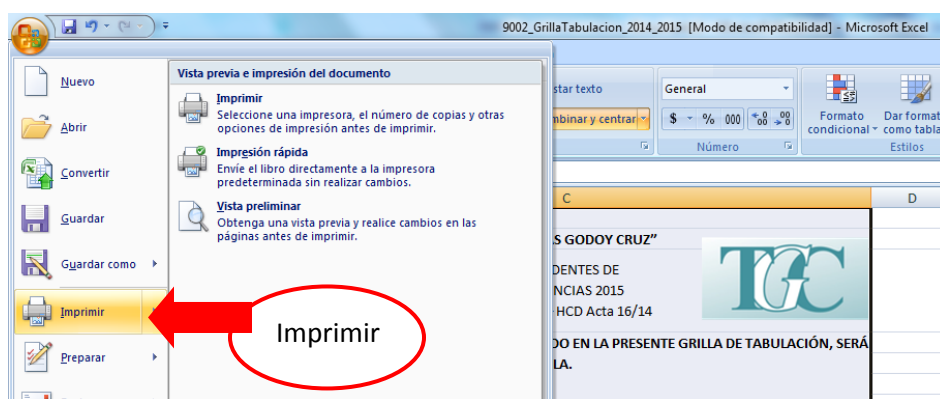 9002_GrillaTabulacion_2014_2015 [Modo de compatibilidad] - Microsoft Excel
Nuevo
Abrir
Convertir
Guardar
Guardar como
Imprimir
Preparar
Vista previa e impresión del documento
Imprimir
Seleccione una impresora, el número de copias y otras
opciones de impresión antes de imprimir.
Impresión rápida
Envíe el libro directamente a la impresora
predeterminada sin realizar cambios.
Vista preliminar
Obtenga una vista previa y realice cambios en las
páginas antes de imprimir.
Imprimir
star texto
mbinar y centrar
General
$ % 000
Número
Formato
condicional
Dar format
como tabla
Estilos
C
D
S GODOY CRUZ”
DENTES DE
NCIAS 2015
HCD Acta 16/14
TGC
DO EN LA PRESENTE GRILLA DE TABULACIÓN, SERÁ
LA.